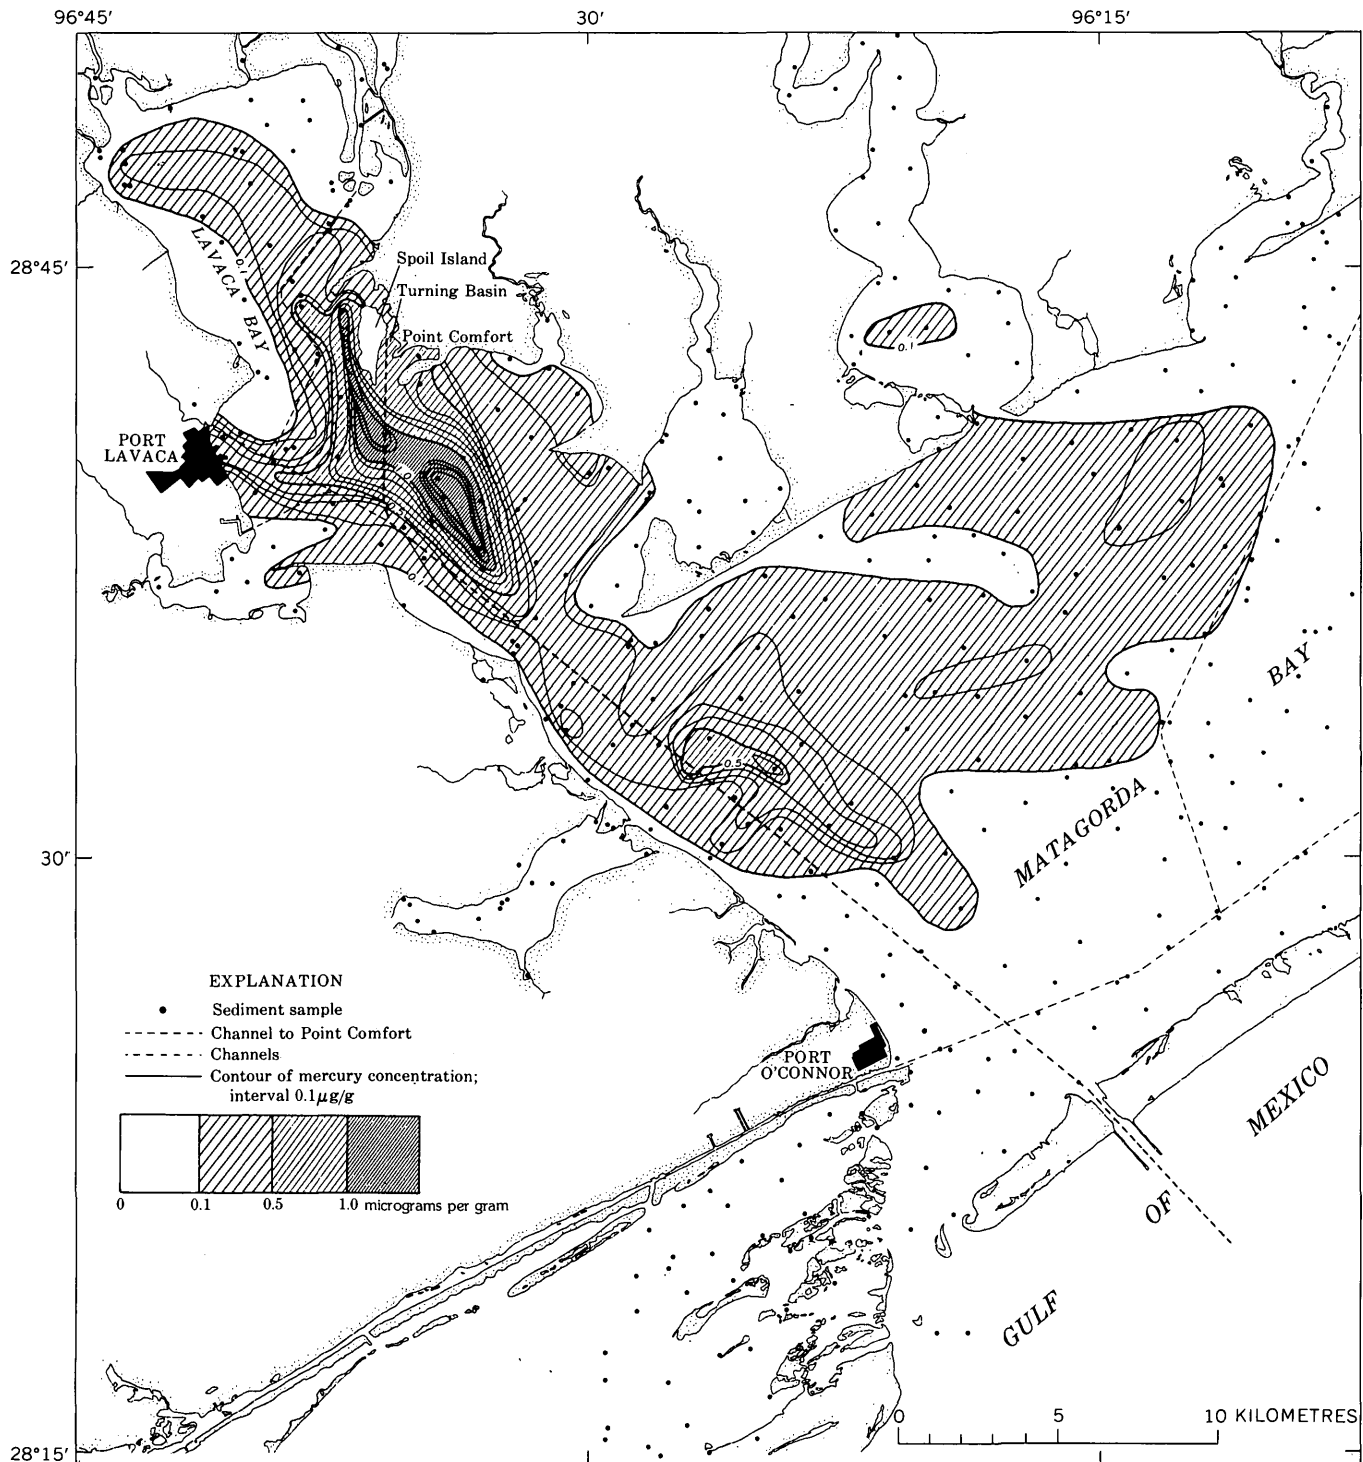 96°45′ 30′ 96°15′
28°45′
LAVACA BAY
0.1
Spoil Island
Turning Basin
Point Comfort
0.1
PORT
LAVACA
1.0
0.1
0.5
BAY
MATAGORDA
30′
EXPLANATION
Sediment sample
Channel to Point Comfort
Channels
Contour of mercury concentration;
interval 0.1μg/g
0 0.1 0.5 1.0 micrograms per gram
PORT
O'CONNOR
MEXICO
OF
GULF
0 5 10 KILOMETRES
28°15′